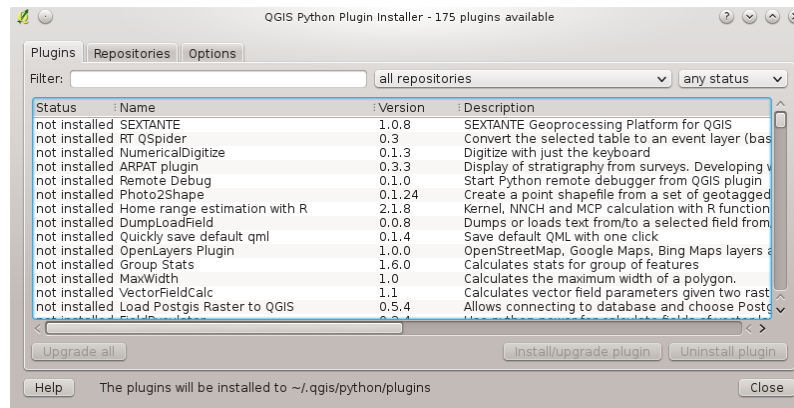 QGIS Python Plugin Installer - 175 plugins available
Plugins Repositories Options
Filter: all repositories any status
Status Name Version Description
not installed SEXTANTE 1.0.8 SEXTANTE Geoprocessing Platform for QGIS
not installed RT QSpider 0.3 Convert the selected table to an event layer (bas
not installed NumericalDigitize 0.1.3 Digitize with just the keyboard
not installed ARPAT plugin 0.3.3 Display of stratigraphy from surveys. Developing w
not installed Remote Debug 0.1.0 Start Python remote debugger from QGIS plugin
not installed Photo2Shape 0.1.24 Create a point shapefile from a set of geotagged
not installed Home range estimation with R 2.1.8 Kernel, NNCH and MCP calculation with R function
not installed DumpLoadField 0.0.8 Dumps or loads text from/to a selected field from
not installed Quickly save default qml 0.1.4 Save default QML with one click
not installed OpenLayers Plugin 1.0.0 OpenStreetMap, Google Maps, Bing Maps layers a
not installed Group Stats 1.6.0 Calculates stats for group of features
not installed MaxWidth 1.0 Calculates the maximum width of a polygon.
not installed VectorFieldCalc 1.1 Calculates vector field parameters given two rast
not installed Load Postgis Raster to QGIS 0.5.4 Allows connecting to database and choose Postg
Upgrade all Install/upgrade plugin Uninstall plugin
Help The plugins will be installed to ~/.qgis/python/plugins Close